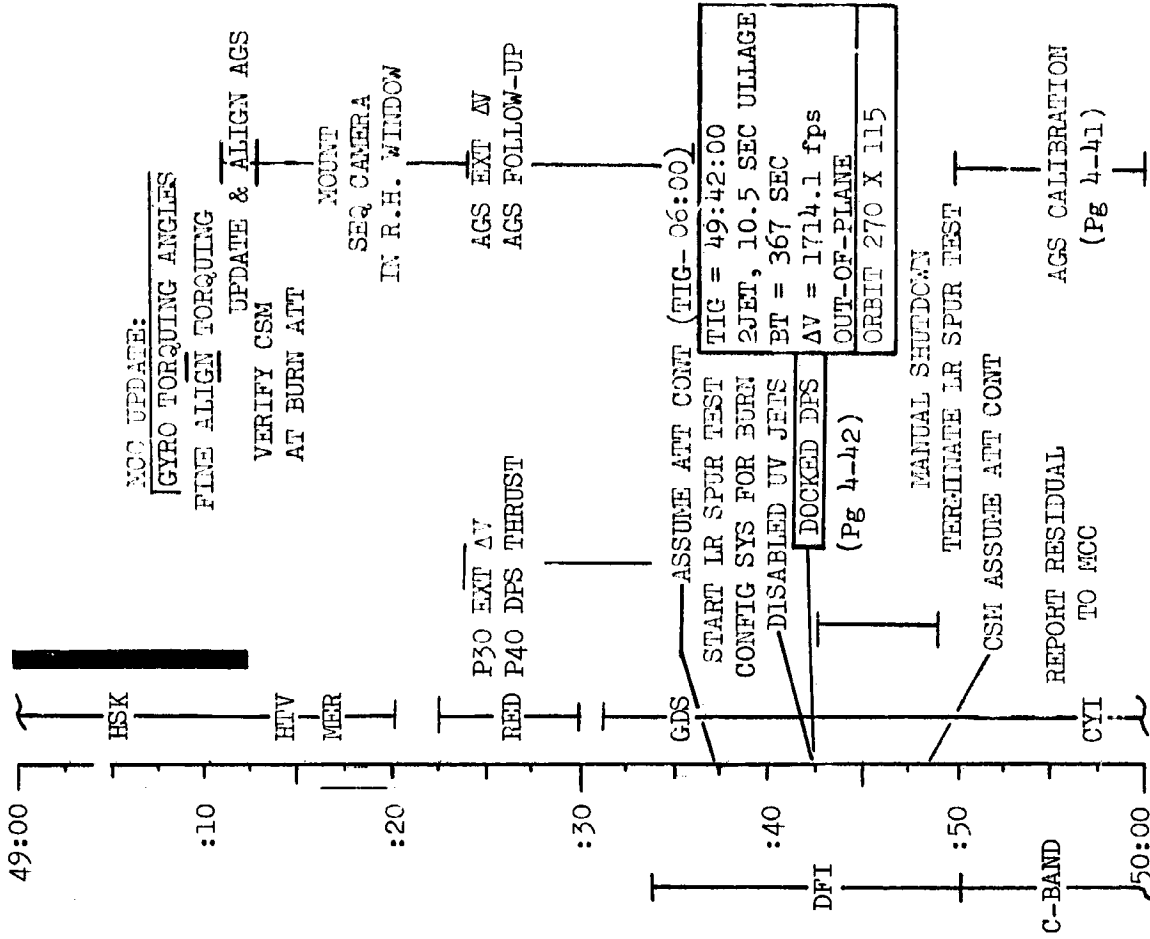 49:00
:10
:20
:30
:40
:50
50:00
DFI
C-BAND
HSK
HTV
MER
RED
GDS
CYI
MCC UPDATE:
GYRO TORQUING ANGLES
FINE ALIGN TORQUING
UPDATE & ALIGN AGS
VERIFY CSM
AT BURN ATT
MOUNT
SEQ CAMERA
IN R.H. WINDOW
P30 EXT ΔV
P40 DPS THRUST
AGS EXT ΔV
AGS FOLLOW-UP
ASSUME ATT CONT (TIG- 06:00)
START LR SPUR TEST
CONFIG SYS FOR BURN
DISABLED UV JETS
DOCKED DPS
(Pg 4-42)
TIG = 49:42:00
2JET, 10.5 SEC ULLAGE
BT = 367 SEC
ΔV = 1714.1 fps
OUT-OF-PLANE
ORBIT 270 X 115
MANUAL SHUTDOWN
TERMINATE LR SPUR TEST
CSM ASSUME ATT CONT
REPORT RESIDUAL
TO MCC
AGS CALIBRATION
(Pg 4-41)